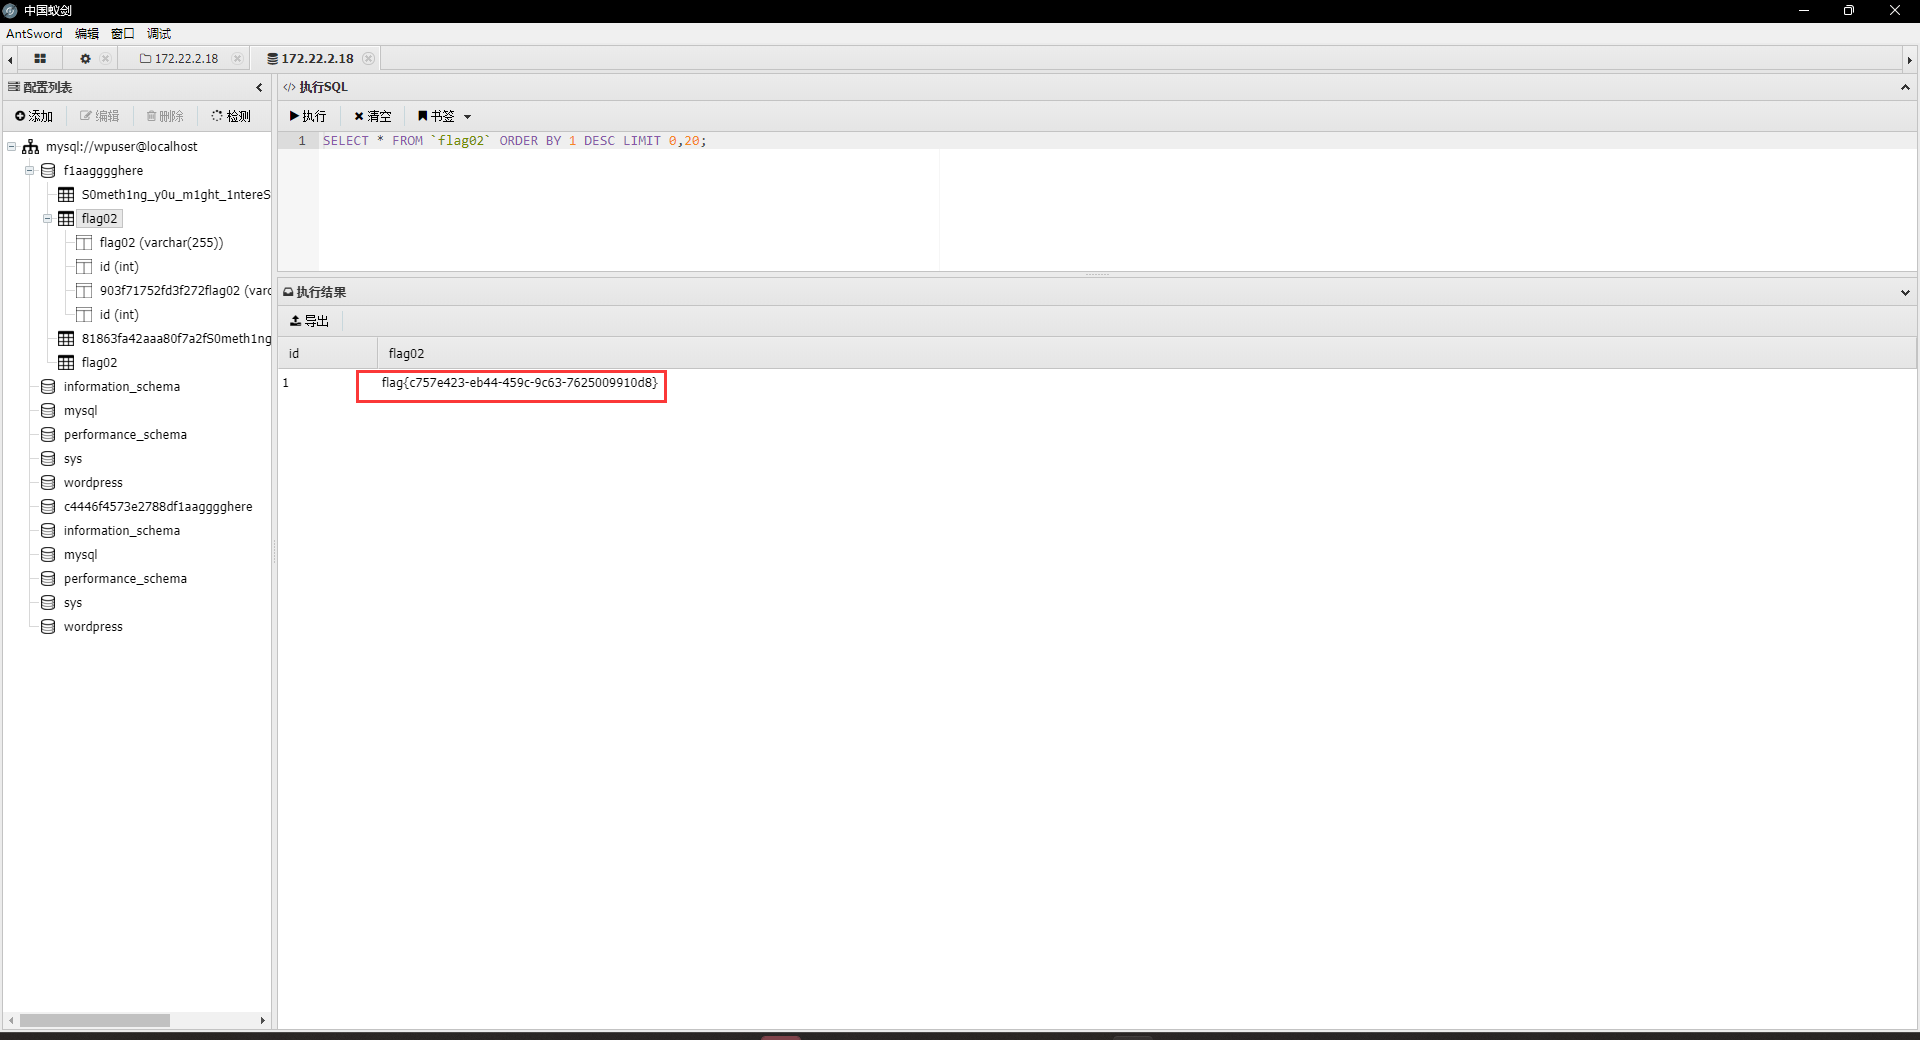 中国蚁剑
AntSword 编辑 窗口 调试
172.22.2.18 172.22.2.18
配置列表
添加 编辑 删除 检测
mysql://wpuser@localhost
f1aagggghere
S0meth1ng_y0u_m1ght_1ntereS
flag02
flag02 (varchar(255))
id (int)
903f71752fd3f272flag02 (varc
id (int)
81863fa42aaa80f7a2fS0meth1ng
flag02
information_schema
mysql
performance_schema
sys
wordpress
c4446f4573e2788df1aagggghere
information_schema
mysql
performance_schema
sys
wordpress
</> 执行SQL
执行 清空 书签
1 SELECT * FROM `flag02` ORDER BY 1 DESC LIMIT 0,20;
执行结果
导出
id flag02
1 flag{c757e423-eb44-459c-9c63-7625009910d8}